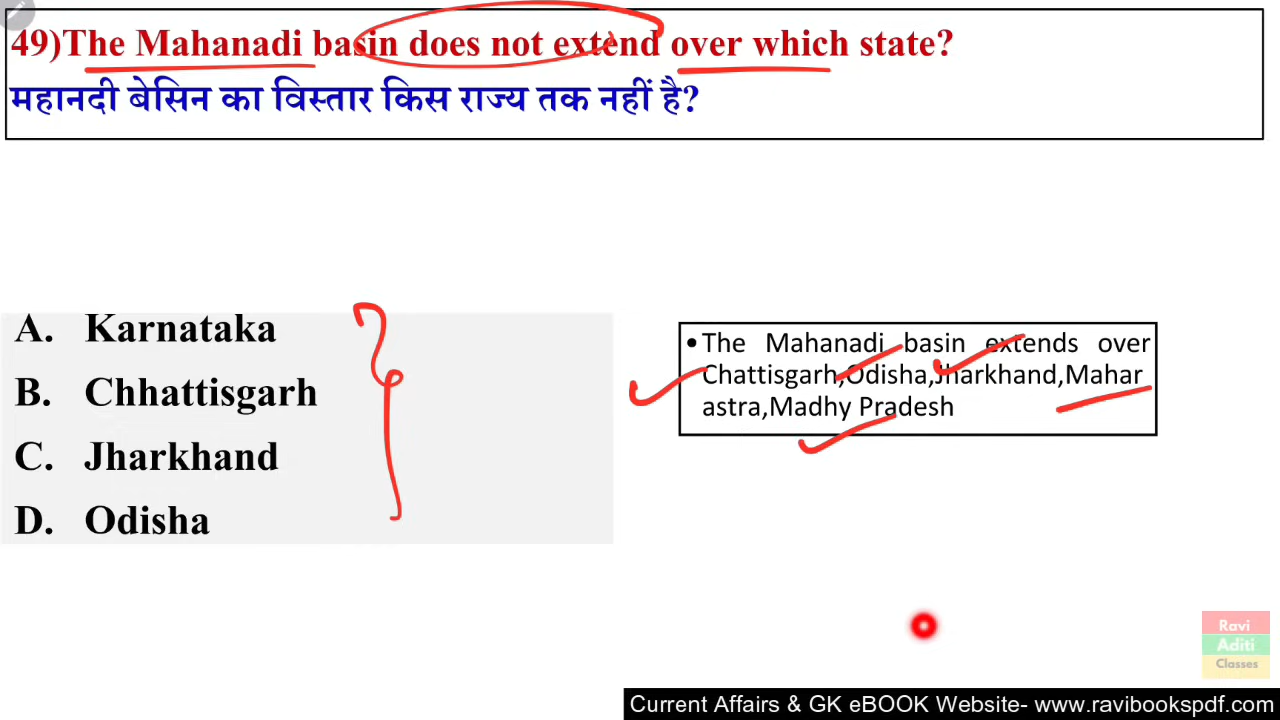 49)The Mahanadi basin does not extend over which state?
महानदी बेसिन का विस्तार किस राज्य तक नहीं है?
A. Karnataka
B. Chhattisgarh
C. Jharkhand
D. Odisha
•The Mahanadi basin extends over
Chattisgarh,Odisha,Jharkhand,Mahar
astra,Madhy Pradesh
Ravi
Aditi
Classes
Current Affairs & GK eBOOK Website- www.ravibookspdf.com